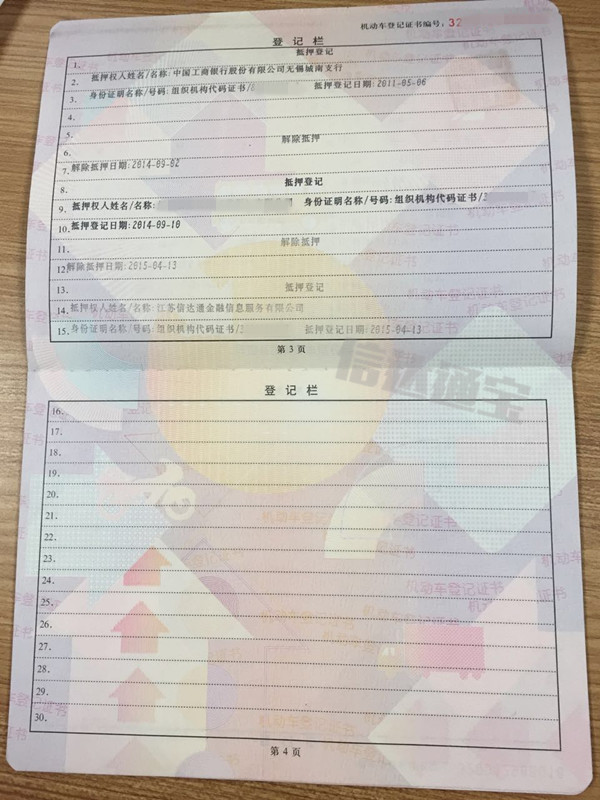 机动车登记证书编号：32
登记栏
抵押登记
1.
2. 抵押权人姓名/名称:中国工商银行股份有限公司无锡城南支行
3. 身份证明名称/号码:组织机构代码证书/ 抵押登记日期:2011-05-06
4.
5.
解除抵押
6.
7. 解除抵押日期:2014-09-02
8.
抵押登记
9. 抵押权人姓名/名称: 身份证明名称/号码:组织机构代码证书/
10. 抵押登记日期:2014-09-10
11.
解除抵押
12. 解除抵押日期:2015-04-13
13.
抵押登记
14. 抵押权人姓名/名称:江苏信达通金融信息服务有限公司
15. 身份证明名称/号码:组织机构代码证书/ 抵押登记日期:2015-04-13
第 3 页
信达通宝
登记栏
16.
17.
18.
19.
20.
21.
22.
23.
24.
25.
26.
27.
28.
29.
30.
第 4 页